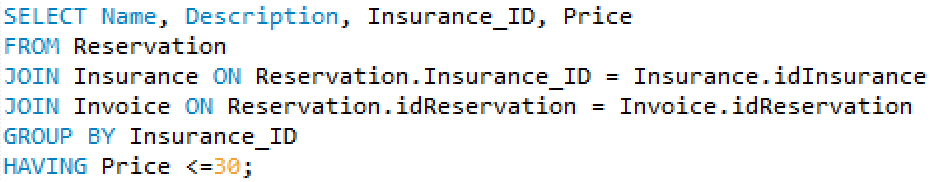 SELECT Name, Description, Insurance_ID, Price
FROM Reservation
JOIN Insurance ON Reservation.Insurance_ID = Insurance.idInsurance
JOIN Invoice ON Reservation.idReservation = Invoice.idReservation
GROUP BY Insurance_ID
HAVING Price <=30;